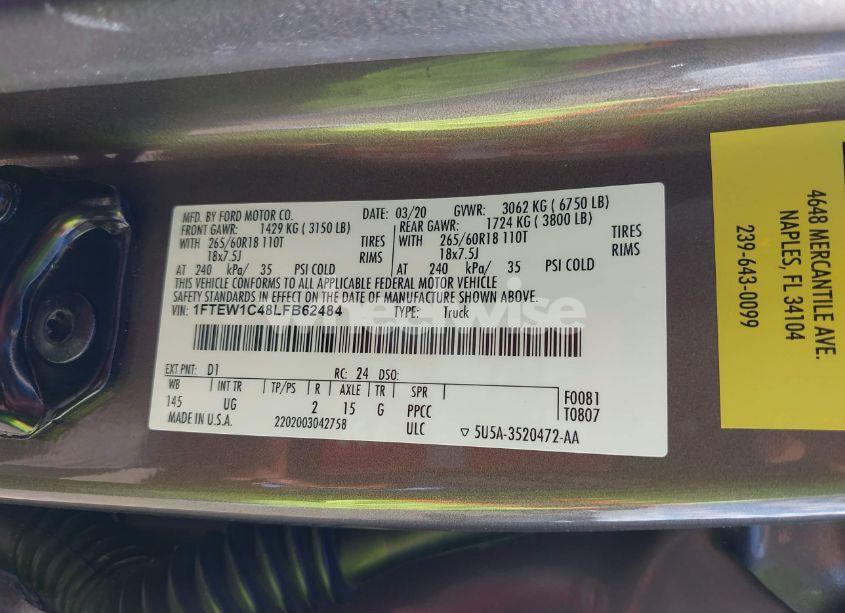 MFD. BY FORD MOTOR CO. DATE: 03/20 GVWR: 3062 KG ( 6750 LB)
FRONT GAWR: 1429 KG ( 3150 LB) REAR GAWR: 1724 KG ( 3800 LB)
WITH 265/60R18 110T TIRES WITH 265/60R18 110T TIRES
18x7.5J RIMS 18x7.5J RIMS
AT 240 kPa/ 35 PSI COLD AT 240 kPa/ 35 PSI COLD
THIS VEHICLE CONFORMS TO ALL APPLICABLE FEDERAL MOTOR VEHICLE
SAFETY STANDARDS IN EFFECT ON THE DATE OF MANUFACTURE SHOWN ABOVE.
VIN: 1FTEW1C48LFB62484 TYPE: Truck
EXT PNT: D1 RC: 24 DSO:
WB INT TR TP/PS R AXLE TR SPR
145 UG 2 15 G PPCC
F0081
T0807
MADE IN U.S.A. 2202003042758 ULC ▽ 5U5A-3520472-AA
4648 MERCANTILE AVE.
NAPLES, FL 34104
239-643-0099
wheelwise